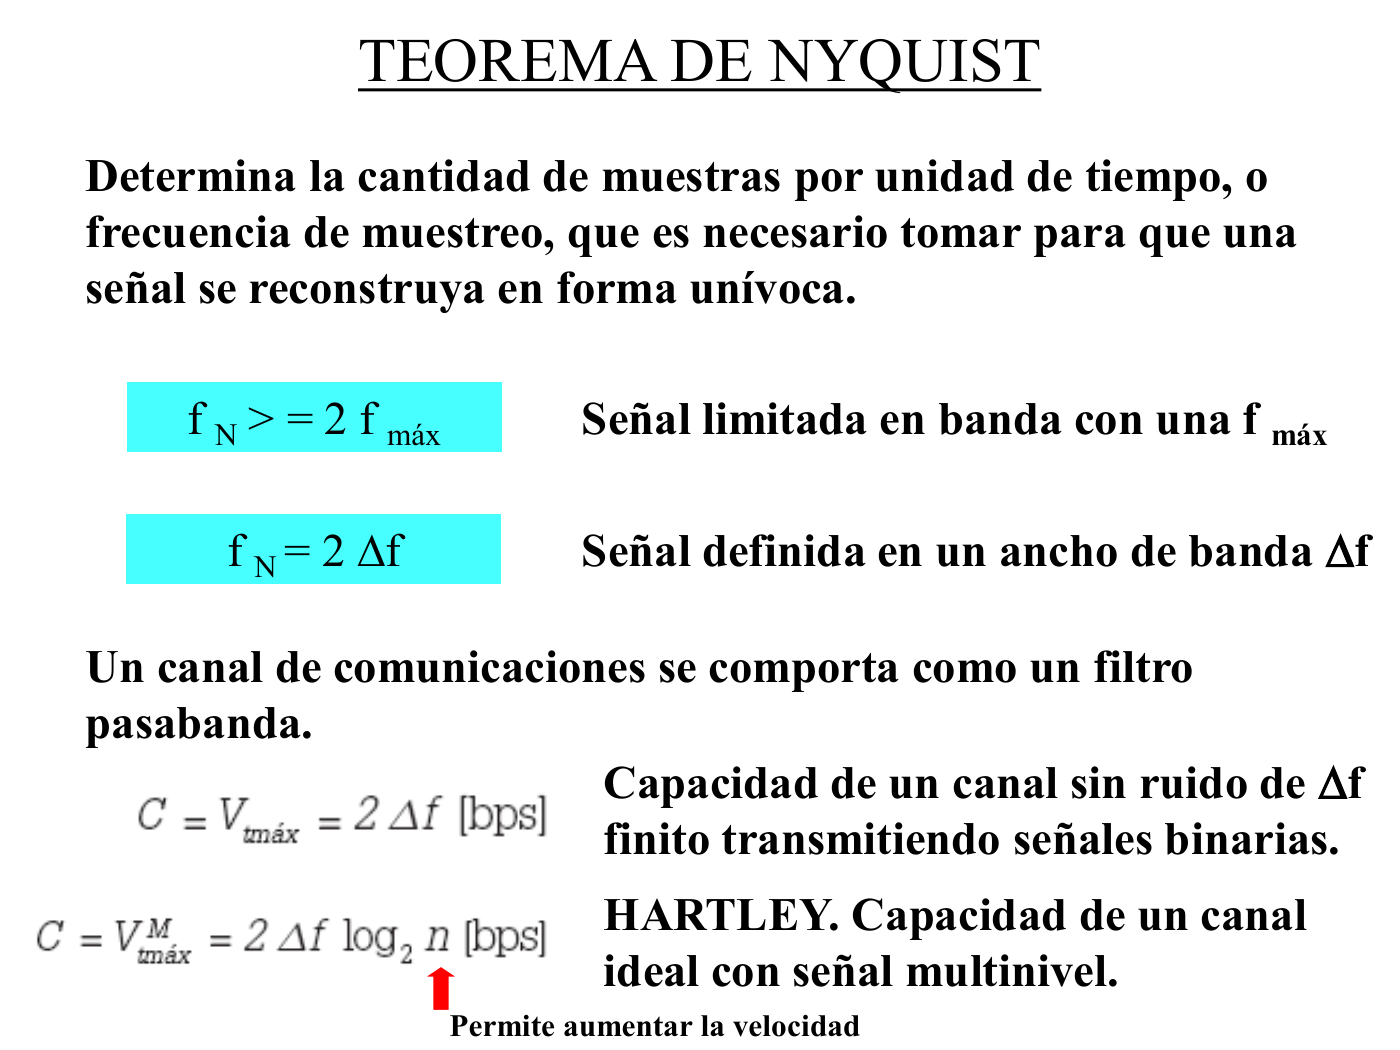 TEOREMA DE NYQUIST
Determina la cantidad de muestras por unidad de tiempo, o
frecuencia de muestreo, que es necesario tomar para que una
señal se reconstruya en forma unívoca.
f N > = 2 f máx
Señal limitada en banda con una f máx
f N = 2 Δf
Señal definida en un ancho de banda Δf
Un canal de comunicaciones se comporta como un filtro
pasabanda.
C = Vtmáx = 2 Δf [bps]
Capacidad de un canal sin ruido de Δf
finito transmitiendo señales binarias.
C = V^M tmáx = 2 Δf log2 n [bps]
HARTLEY. Capacidad de un canal
ideal con señal multinivel.
Permite aumentar la velocidad